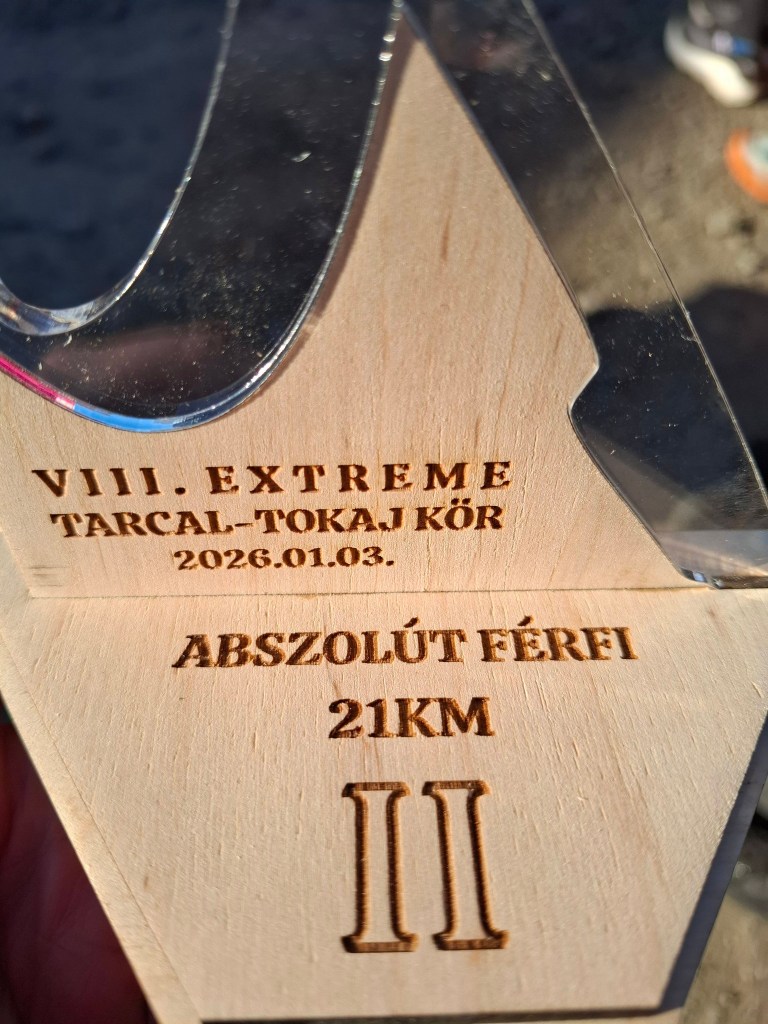 VIII. EXTREME
TARCAL-TOKAJ KÖR
2026.01.03.
ABSZOLÚT FÉRFI
21KM
II